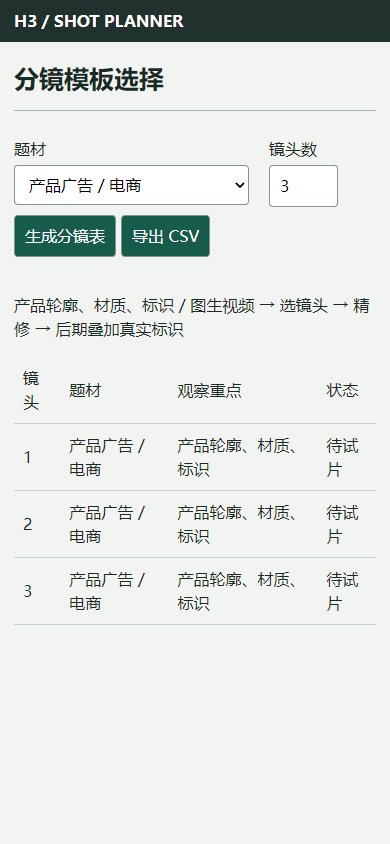 H3 / SHOT PLANNER
分镜模板选择
题材
镜头数
产品广告 / 电商
3
生成分镜表
导出 CSV
产品轮廓、材质、标识 / 图生视频 → 选镜头 → 精
修 → 后期叠加真实标识
镜
头
题材
观察重点
状态
1
产品广告 /
电商
产品轮廓、材质、
标识
待试
片
2
产品广告 /
电商
产品轮廓、材质、
标识
待试
片
3
产品广告 /
电商
产品轮廓、材质、
标识
待试
片